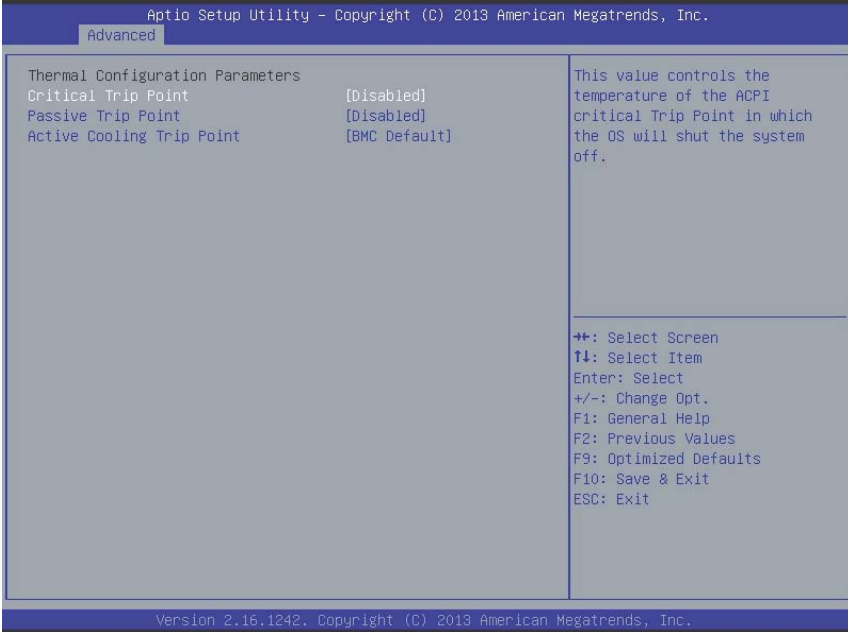 Aptio Setup Utility – Copyright (C) 2013 American Megatrends, Inc.
Advanced
Thermal Configuration Parameters
Critical Trip Point [Disabled]
Passive Trip Point [Disabled]
Active Cooling Trip Point [BMC Default]
This value controls the
temperature of the ACPI
critical Trip Point in which
the OS will shut the system
off.
→←: Select Screen
↑↓: Select Item
Enter: Select
+/-: Change Opt.
F1: General Help
F2: Previous Values
F9: Optimized Defaults
F10: Save & Exit
ESC: Exit
Version 2.16.1242. Copyright (C) 2013 American Megatrends, Inc.